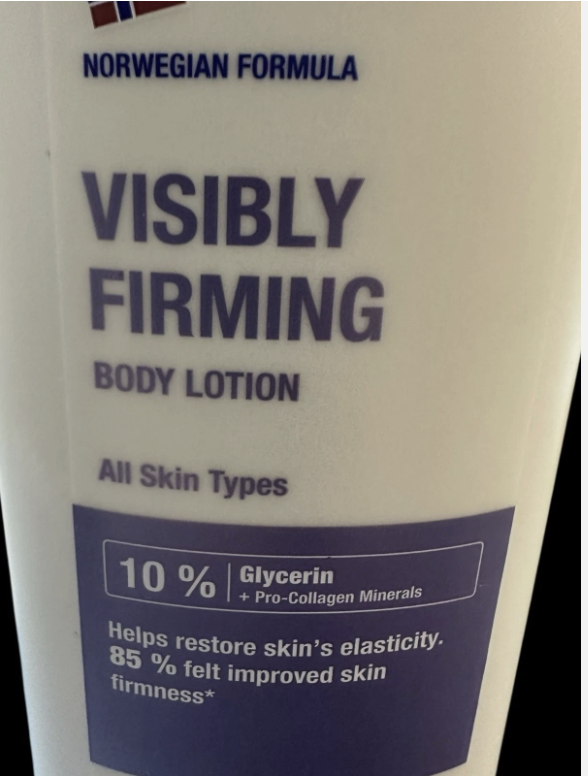 NORWEGIAN FORMULA
VISIBLY
FIRMING
BODY LOTION
All Skin Types
10 % Glycerin
+ Pro-Collagen Minerals
Helps restore skin's elasticity.
85 % felt improved skin
firmness*